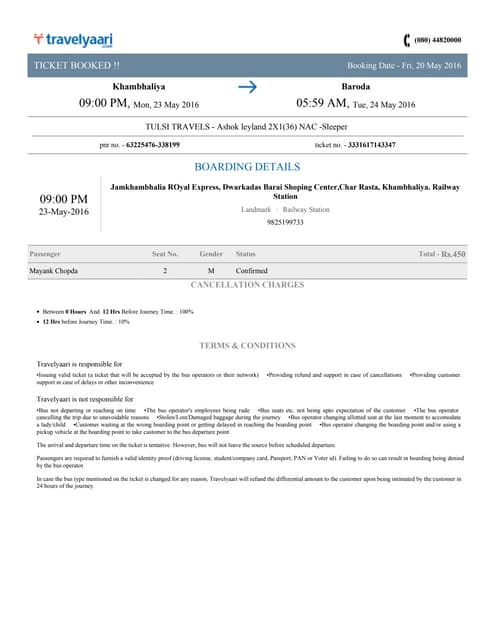 travelyaari
.com
(080) 44820000
TICKET BOOKED !!
Booking Date - Fri, 20 May 2016
Khambhaliya
Baroda
09:00 PM, Mon, 23 May 2016
05:59 AM, Tue, 24 May 2016
TULSI TRAVELS - Ashok leyland 2X1(36) NAC -Sleeper
pnr no. - 63225476-338199
ticket no. - 3331617143347
BOARDING DETAILS
09:00 PM
23-May-2016
Jamkhambhalia ROyal Express, Dwarkadas Barai Shoping Center,Char Rasta, Khambhaliya. Railway
Station
Landmark : Railway Station
9825199733
Passenger Seat No. Gender Status Total - Rs.450
Mayank Chopda 2 M Confirmed
CANCELLATION CHARGES
• Between 0 Hours And 12 Hrs Before Journey Time. : 100%
• 12 Hrs before Journey Time. : 10%
TERMS & CONDITIONS
Travelyaari is responsible for
•Issuing valid ticket (a ticket that will be accepted by the bus operators or their network) •Providing refund and support in case of cancellations •Providing customer
support in case of delays or other inconvenience
Travelyaari is not responsible for
•Bus not departing or reaching on time •The bus operator's employees being rude •Bus seats etc. not being upto expectation of the customer •The bus operator
cancelling the trip due to unavoidable reasons •Stolen/Lost/Damaged baggage during the journey •Bus operator changing allotted seat at the last moment to accomodate
a lady/child •Customer waiting at the wrong boarding point or getting delayed in reaching the boarding point •Bus operator changing the boarding point and/or using a
pickup vehicle at the boarding point to take customer to the bus departure point.
The arrival and departure time on the ticket is tentative. However, bus will not leave the source before scheduled departure.
Passengers are required to furnish a valid identity proof (driving license, student/company card, Passport, PAN or Voter id). Failing to do so can result in boarding being denied
by the bus operator.
In case the bus type mentioned on the ticket is changed for any reason, Travelyaari will refund the differential amount to the customer upon being intimated by the customer in
24 hours of the journey.